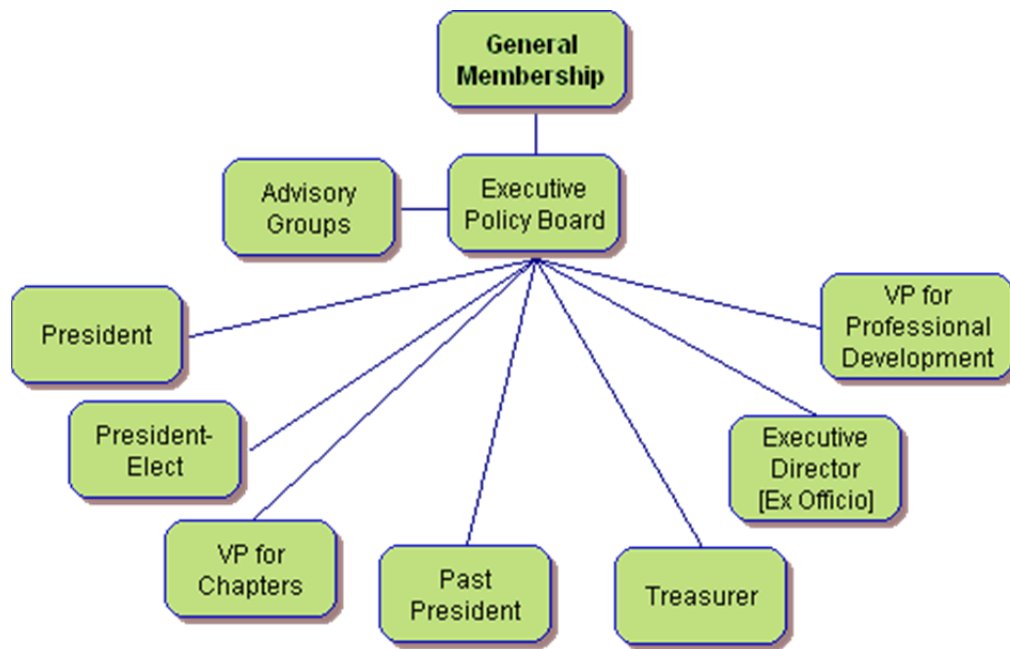 General
Membership
Advisory
Groups
Executive
Policy Board
President
VP for
Professional
Development
President-
Elect
Executive
Director
[Ex Officio]
VP for
Chapters
Past
President
Treasurer